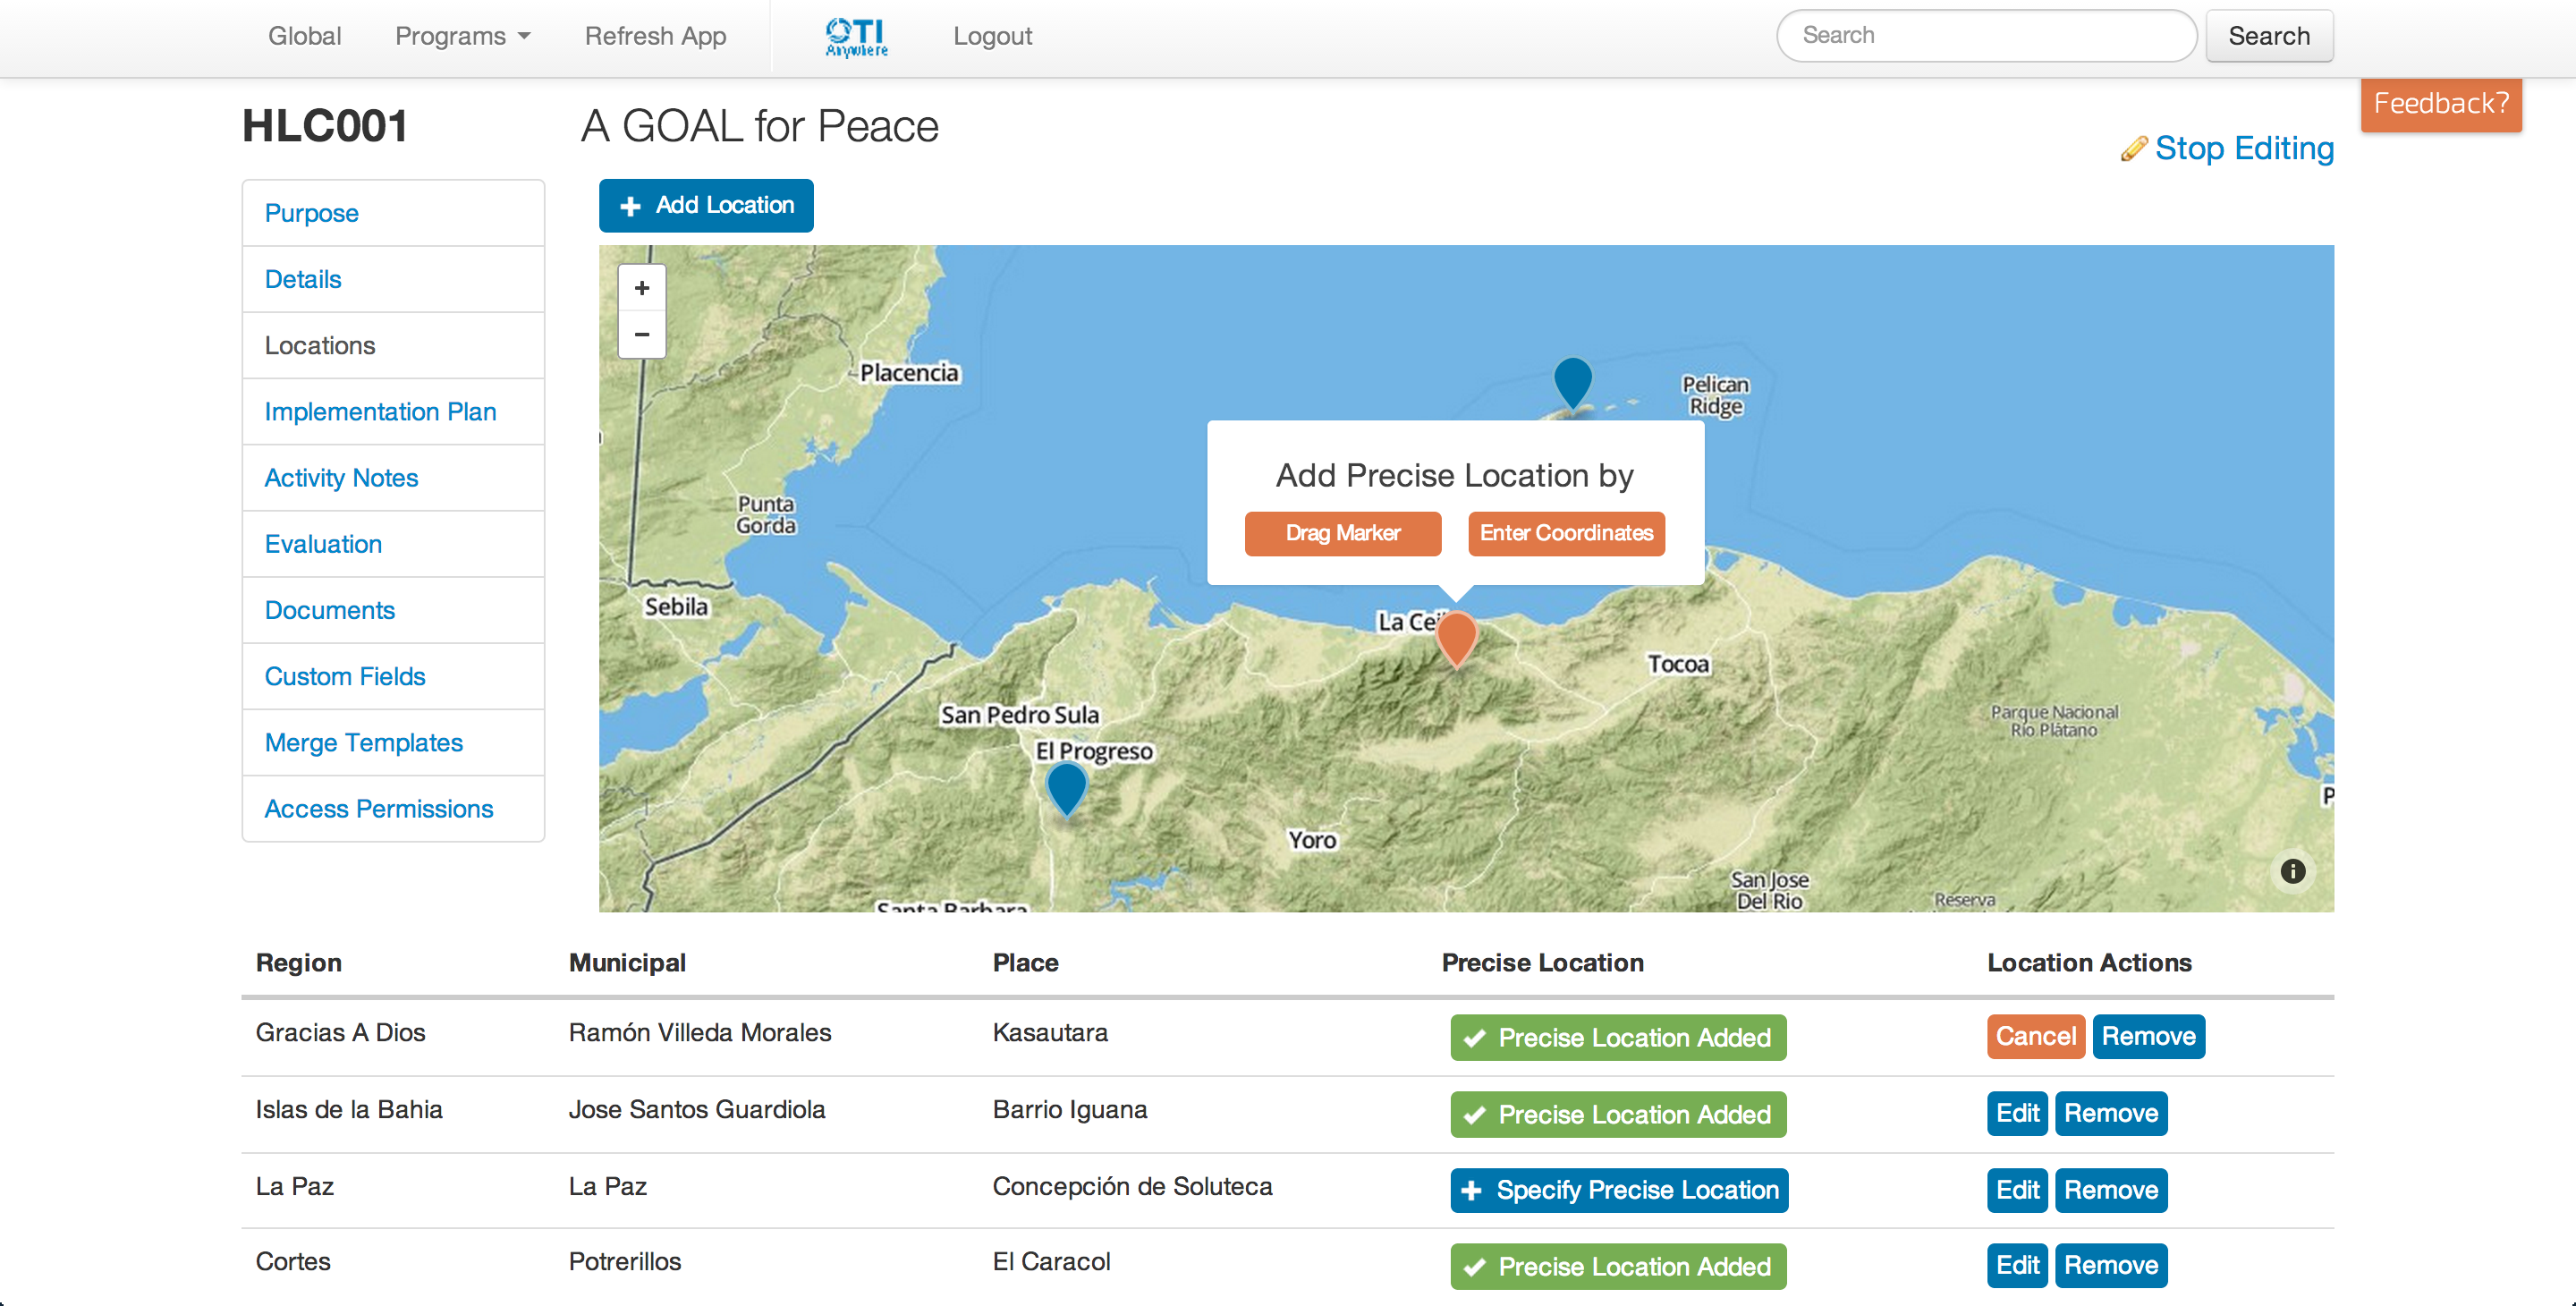 Global Programs Refresh App OTI Anywhere Logout Search Search
Feedback?
HLC001 A GOAL for Peace
Stop Editing
Purpose
Details
Locations
Implementation Plan
Activity Notes
Evaluation
Documents
Custom Fields
Merge Templates
Access Permissions
+ Add Location
+
−
Placencia
Pelican
Ridge
Punta
Gorda
Add Precise Location by
Drag Marker Enter Coordinates
Sebila
La Cei
Tocoa
San Pedro Sula
Parque Nacional
Río Plátano
El Progreso
P
Yoro
San Jose
Del Rio
Reserva
Santa Barbara
i
Region Municipal Place Precise Location Location Actions
Gracias A Dios Ramón Villeda Morales Kasautara Precise Location Added Cancel Remove
Islas de la Bahia Jose Santos Guardiola Barrio Iguana Precise Location Added Edit Remove
La Paz La Paz Concepción de Soluteca + Specify Precise Location Edit Remove
Cortes Potrerillos El Caracol Precise Location Added Edit Remove